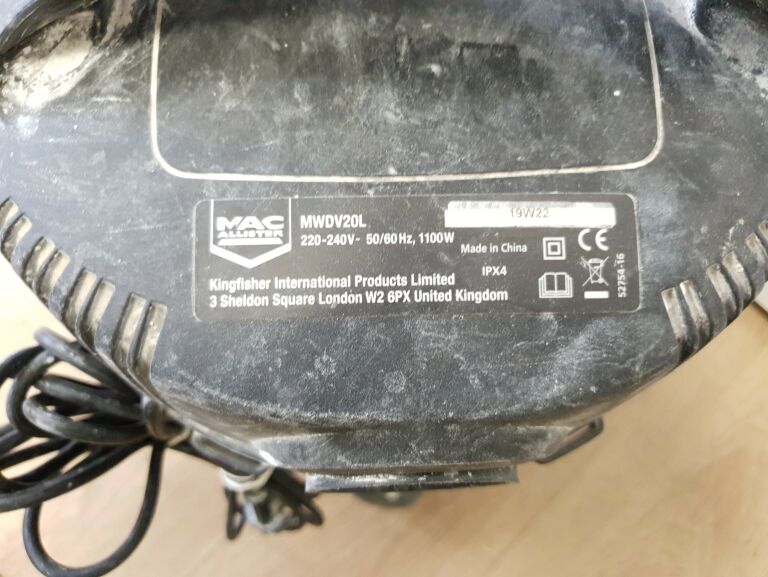 MAC
ALLISTER
MWDV20L
220-240V~ 50/60Hz, 1100W
19W22
Made in China
CE
IPX4
Kingfisher International Products Limited
3 Sheldon Square London W2 6PX United Kingdom
52754-16